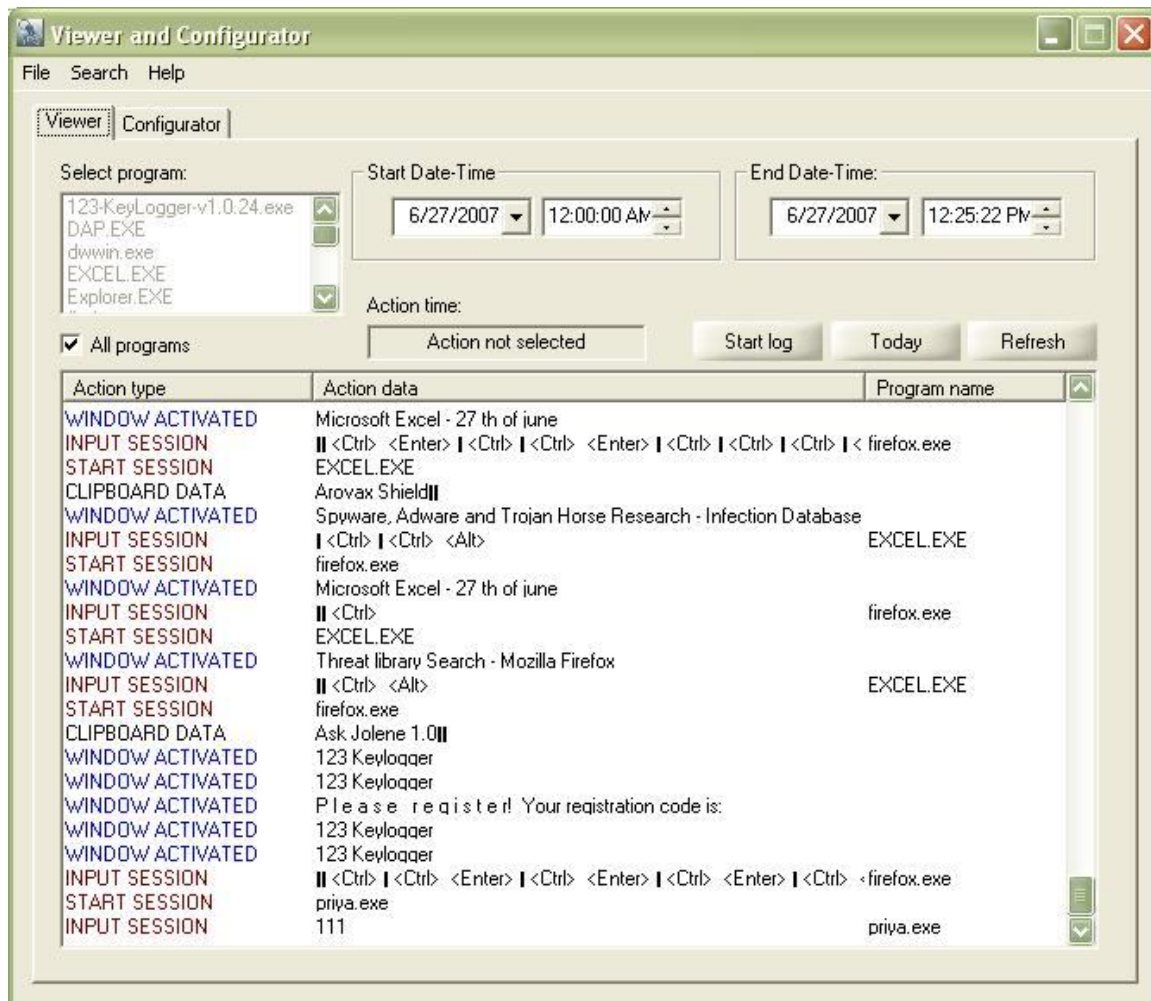 Viewer and Configurator
File Search Help
Viewer Configurator
Select program:
123-KeyLogger-v1.0.24.exe
DAP.EXE
dwwin.exe
EXCEL.EXE
Explorer.EXE
All programs
Start Date-Time
6/27/2007 12:00:00 AM
End Date-Time:
6/27/2007 12:25:22 PM
Action time:
Action not selected
Start log Today Refresh
Action type Action data Program name
WINDOW ACTIVATED Microsoft Excel - 27 th of june
INPUT SESSION || <Ctrl> <Enter> | <Ctrl> | <Ctrl> <Enter> | <Ctrl> | <Ctrl> | <Ctrl> | < firefox.exe
START SESSION EXCEL.EXE
CLIPBOARD DATA Arovax Shield||
WINDOW ACTIVATED Spyware, Adware and Trojan Horse Research - Infection Database
INPUT SESSION | <Ctrl> | <Ctrl> <Alt> EXCEL.EXE
START SESSION firefox.exe
WINDOW ACTIVATED Microsoft Excel - 27 th of june
INPUT SESSION || <Ctrl> firefox.exe
START SESSION EXCEL.EXE
WINDOW ACTIVATED Threat library Search - Mozilla Firefox
INPUT SESSION || <Ctrl> <Alt> EXCEL.EXE
START SESSION firefox.exe
CLIPBOARD DATA Ask Jolene 1.0||
WINDOW ACTIVATED 123 Keylogger
WINDOW ACTIVATED 123 Keylogger
WINDOW ACTIVATED P l e a s e r e g i s t e r! Your registration code is:
WINDOW ACTIVATED 123 Keylogger
WINDOW ACTIVATED 123 Keylogger
INPUT SESSION || <Ctrl> | <Ctrl> <Enter> | <Ctrl> <Enter> | <Ctrl> <Enter> | <Ctrl> < firefox.exe
START SESSION priya.exe
INPUT SESSION 111 priya.exe